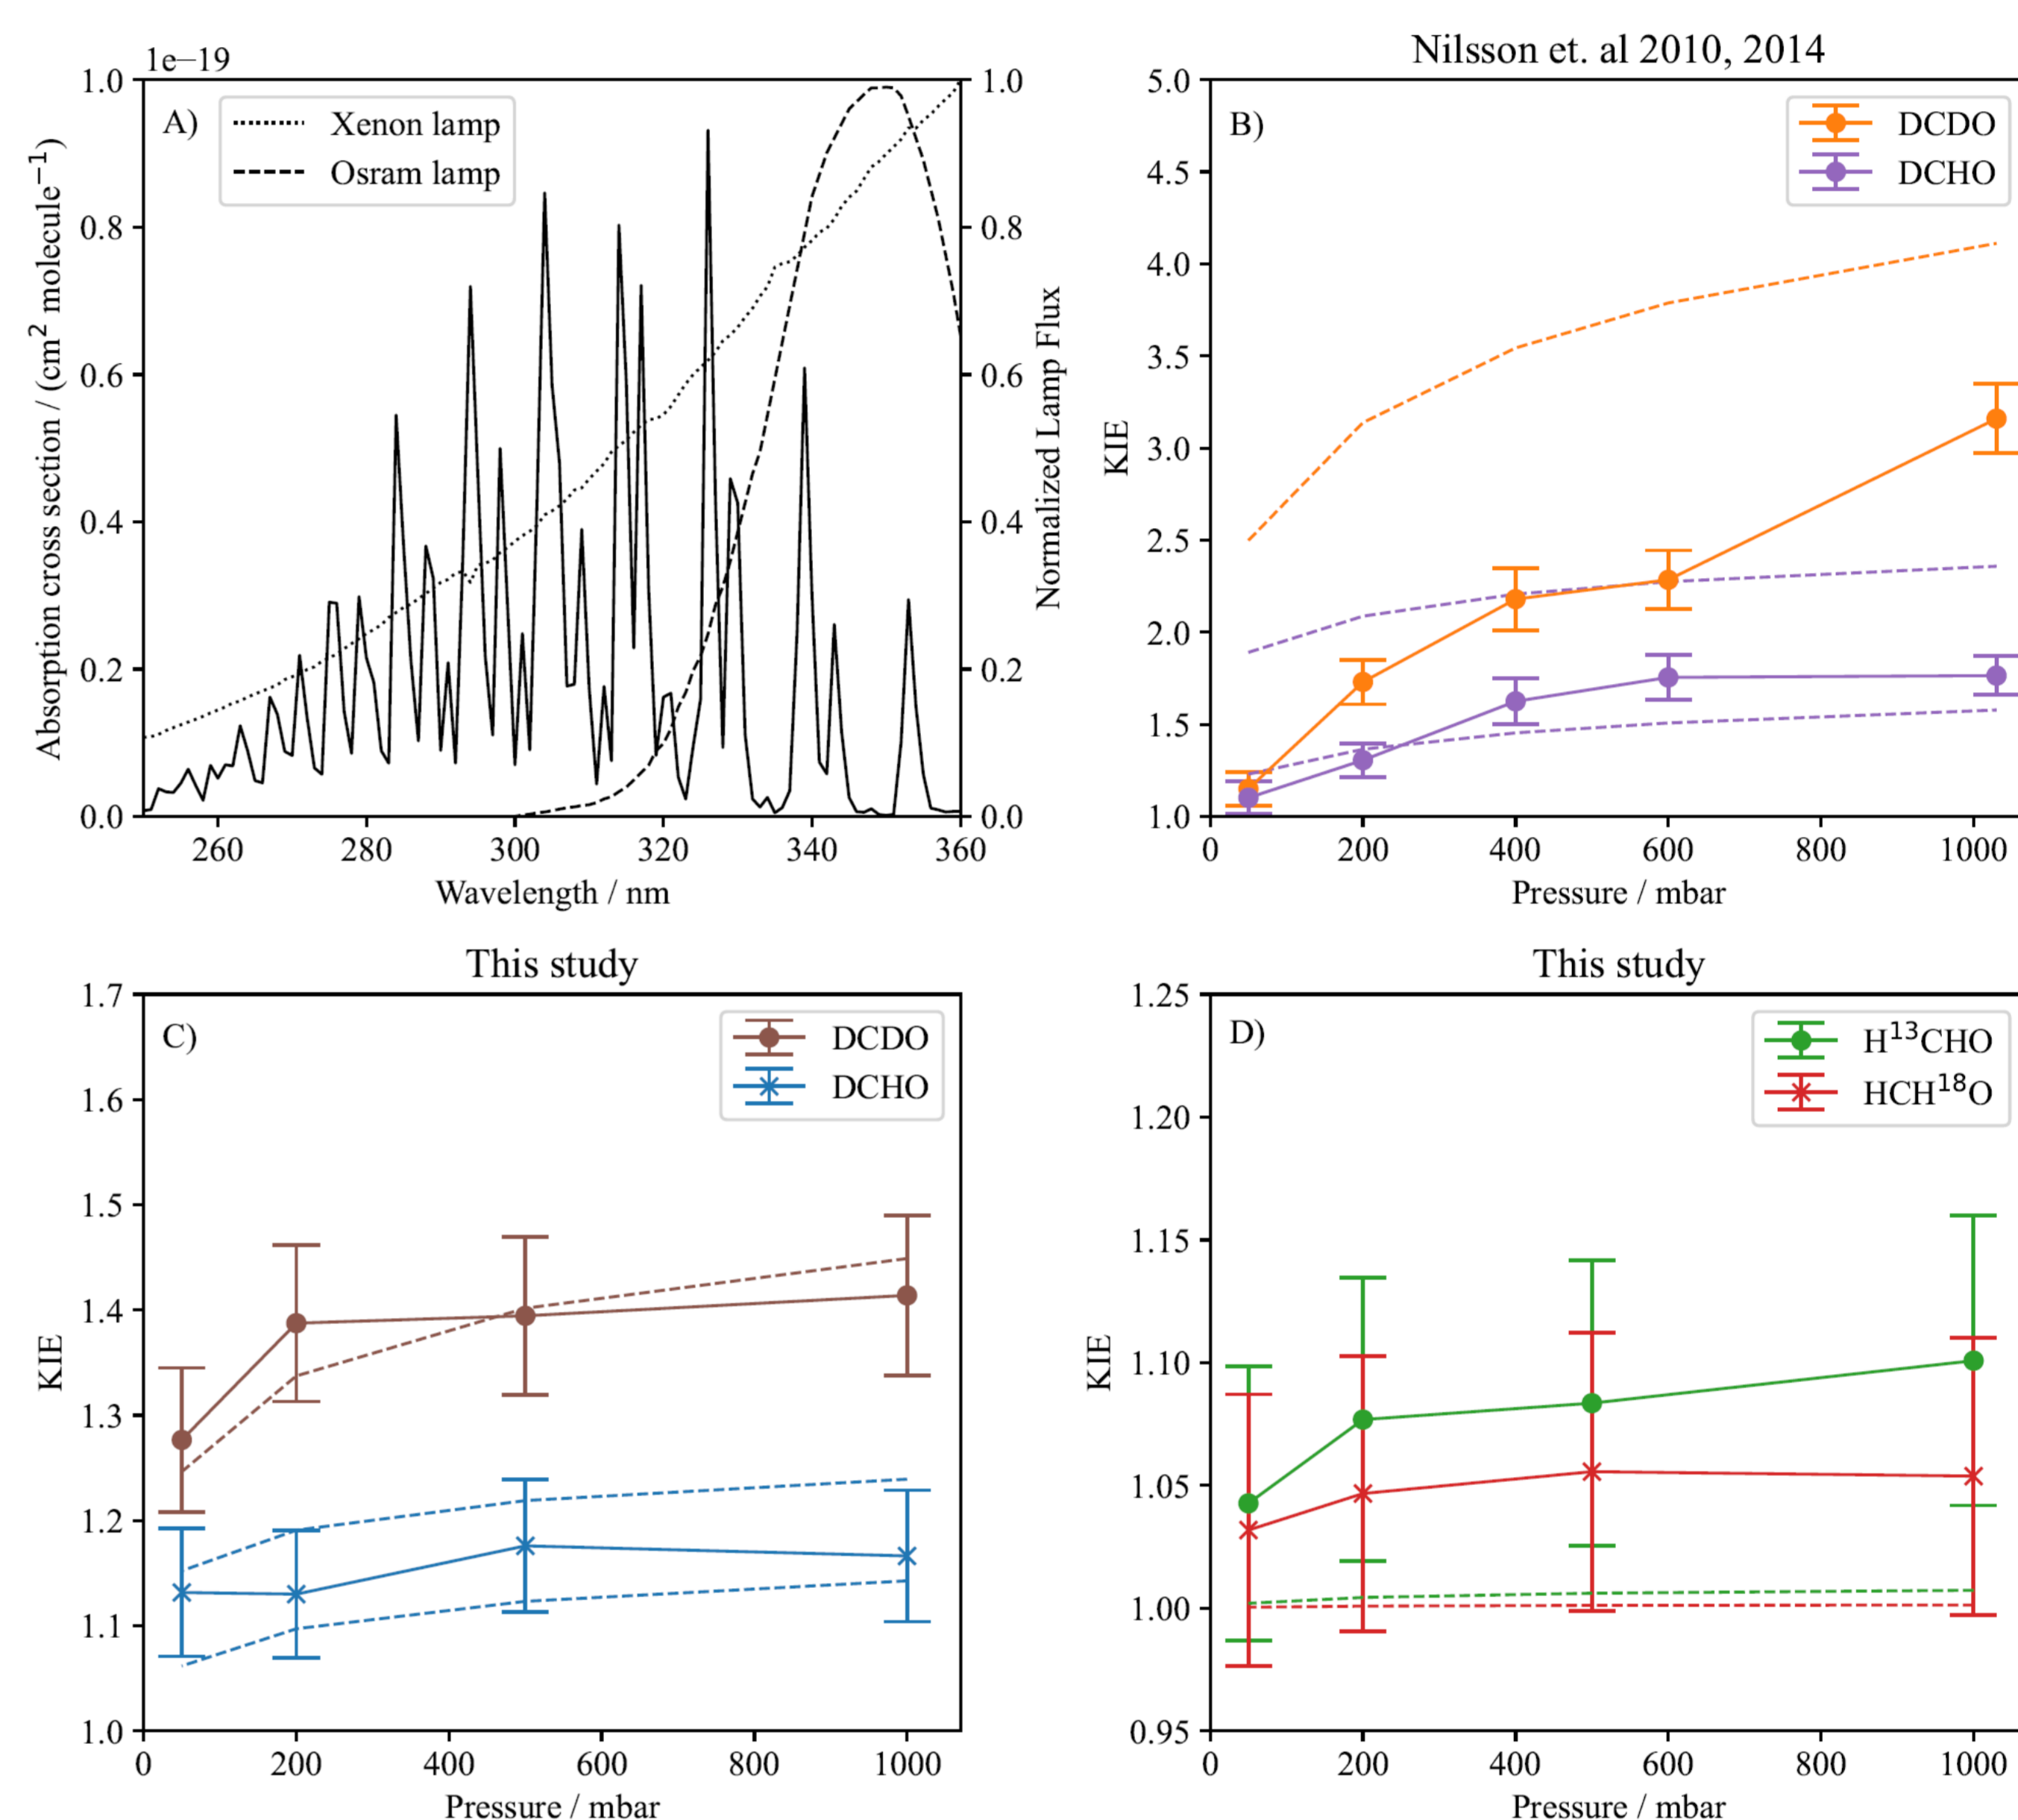 1e−19
A)
Xenon lamp
Osram lamp
Absorption cross section / (cm² molecule⁻¹)
1.0
0.8
0.6
0.4
0.2
0.0
Normalized Lamp Flux
1.0
0.8
0.6
0.4
0.2
0.0
260 280 300 320 340 360
Wavelength / nm
Nilsson et. al 2010, 2014
B)
DCDO
DCHO
KIE
5.0
4.5
4.0
3.5
3.0
2.5
2.0
1.5
1.0
0 200 400 600 800 1000
Pressure / mbar
This study
C)
DCDO
DCHO
KIE
1.7
1.6
1.5
1.4
1.3
1.2
1.1
1.0
0 200 400 600 800 1000
Pressure / mbar
This study
D)
H¹³CHO
HCH¹⁸O
KIE
1.25
1.20
1.15
1.10
1.05
1.00
0.95
0 200 400 600 800 1000
Pressure / mbar